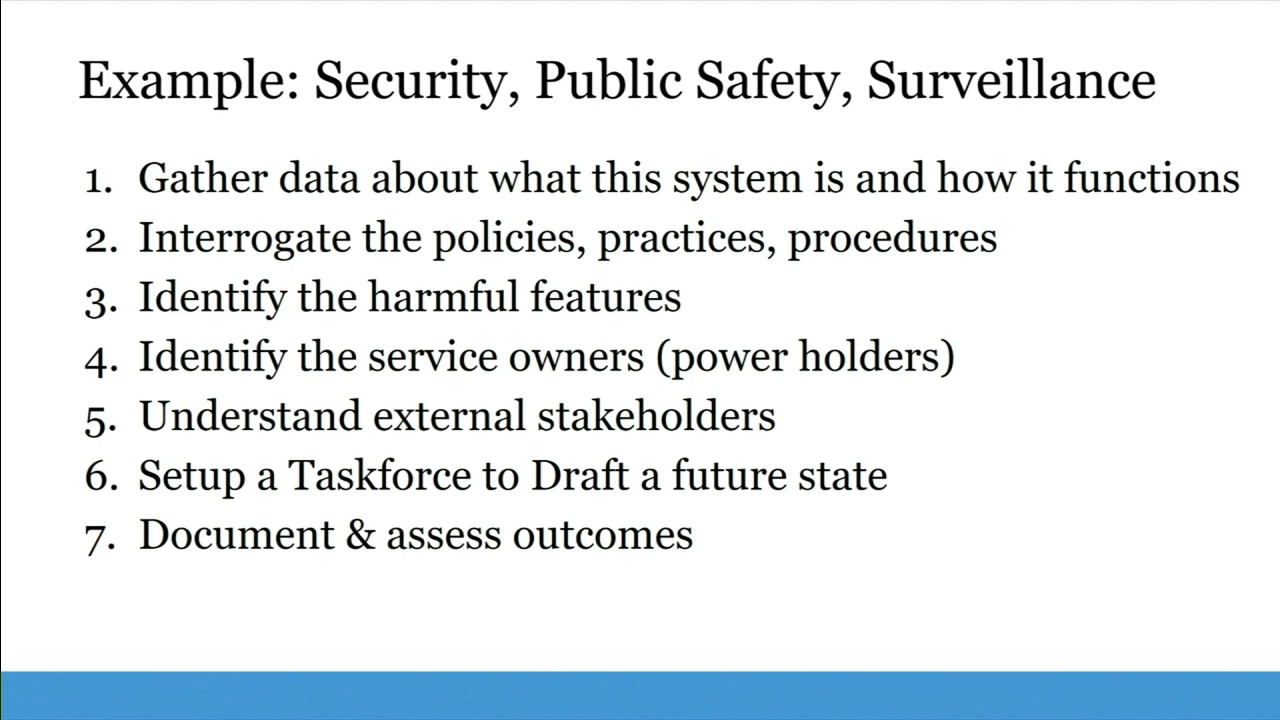 Example: Security, Public Safety, Surveillance
1. Gather data about what this system is and how it functions
2. Interrogate the policies, practices, procedures
3. Identify the harmful features
4. Identify the service owners (power holders)
5. Understand external stakeholders
6. Setup a Taskforce to Draft a future state
7. Document & assess outcomes